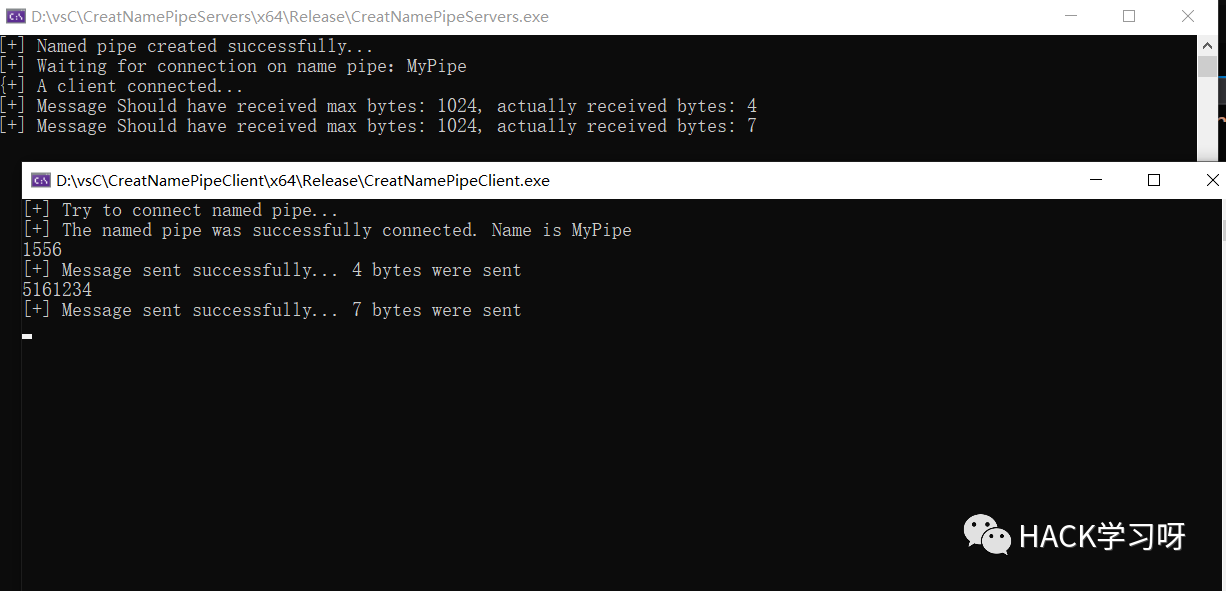 D:\vsC\CreatNamePipeServers\x64\Release\CreatNamePipeServers.exe
[+] Named pipe created successfully...
[+] Waiting for connection on name pipe: MyPipe
{+] A client connected...
[+] Message Should have received max bytes: 1024, actually received bytes: 4
[+] Message Should have received max bytes: 1024, actually received bytes: 7
D:\vsC\CreatNamePipeClient\x64\Release\CreatNamePipeClient.exe
[+] Try to connect named pipe...
[+] The named pipe was successfully connected. Name is MyPipe
1556
[+] Message sent successfully... 4 bytes were sent
5161234
[+] Message sent successfully... 7 bytes were sent
HACK学习呀